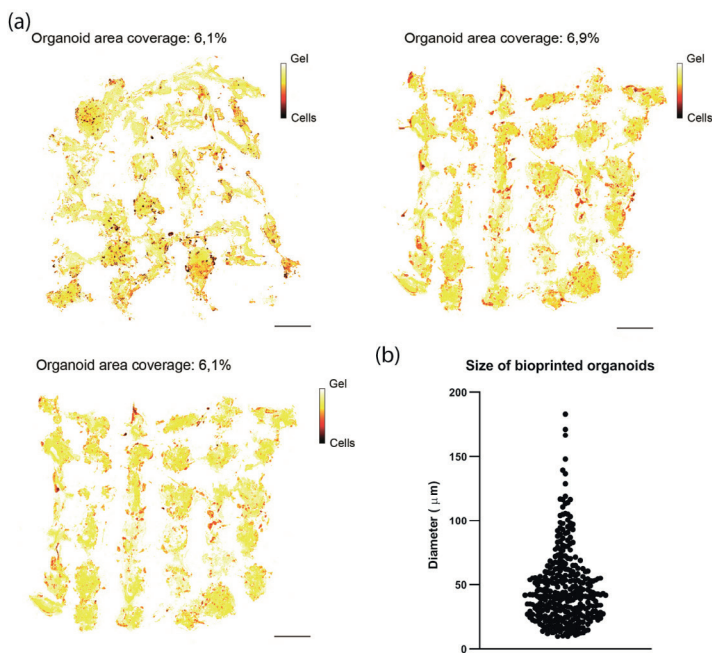 (a)
Organoid area coverage: 6,1%
Gel
Cells
Organoid area coverage: 6,9%
Gel
Cells
Organoid area coverage: 6,1%
Gel
Cells
(b)
Size of bioprinted organoids
Diameter ( μm)
200
150
100
50
0